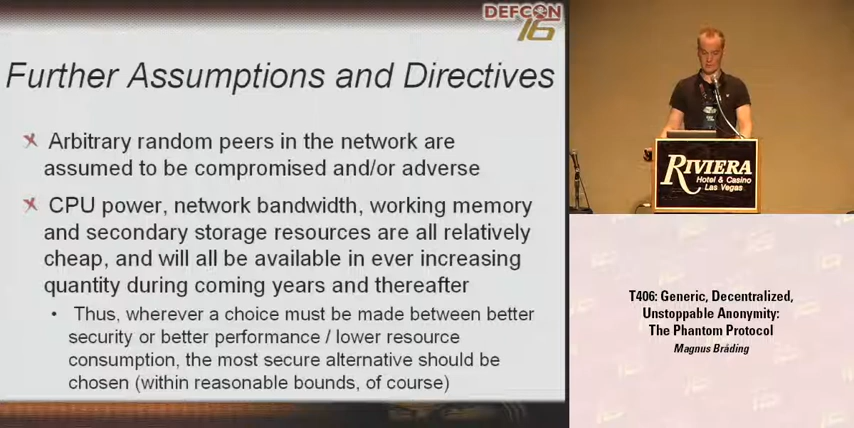 DEFCON
16
Further Assumptions and Directives
Arbitrary random peers in the network are
assumed to be compromised and/or adverse
CPU power, network bandwidth, working memory
and secondary storage resources are all relatively
cheap, and will all be available in ever increasing
quantity during coming years and thereafter
• Thus, wherever a choice must be made between better
security or better performance / lower resource
consumption, the most secure alternative should be
chosen (within reasonable bounds, of course)
RIVIERA
Hotel & Casino
Las Vegas
T406: Generic, Decentralized,
Unstoppable Anonymity:
The Phantom Protocol
Magnus Bråding